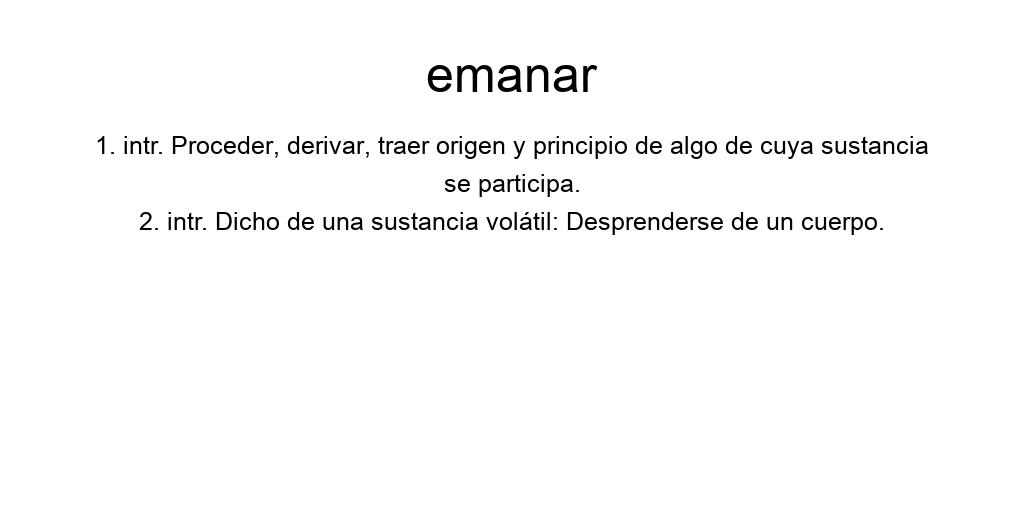 emanar
1. intr. Proceder, derivar, traer origen y principio de algo de cuya sustancia
se participa.
2. intr. Dicho de una sustancia volátil: Desprenderse de un cuerpo.